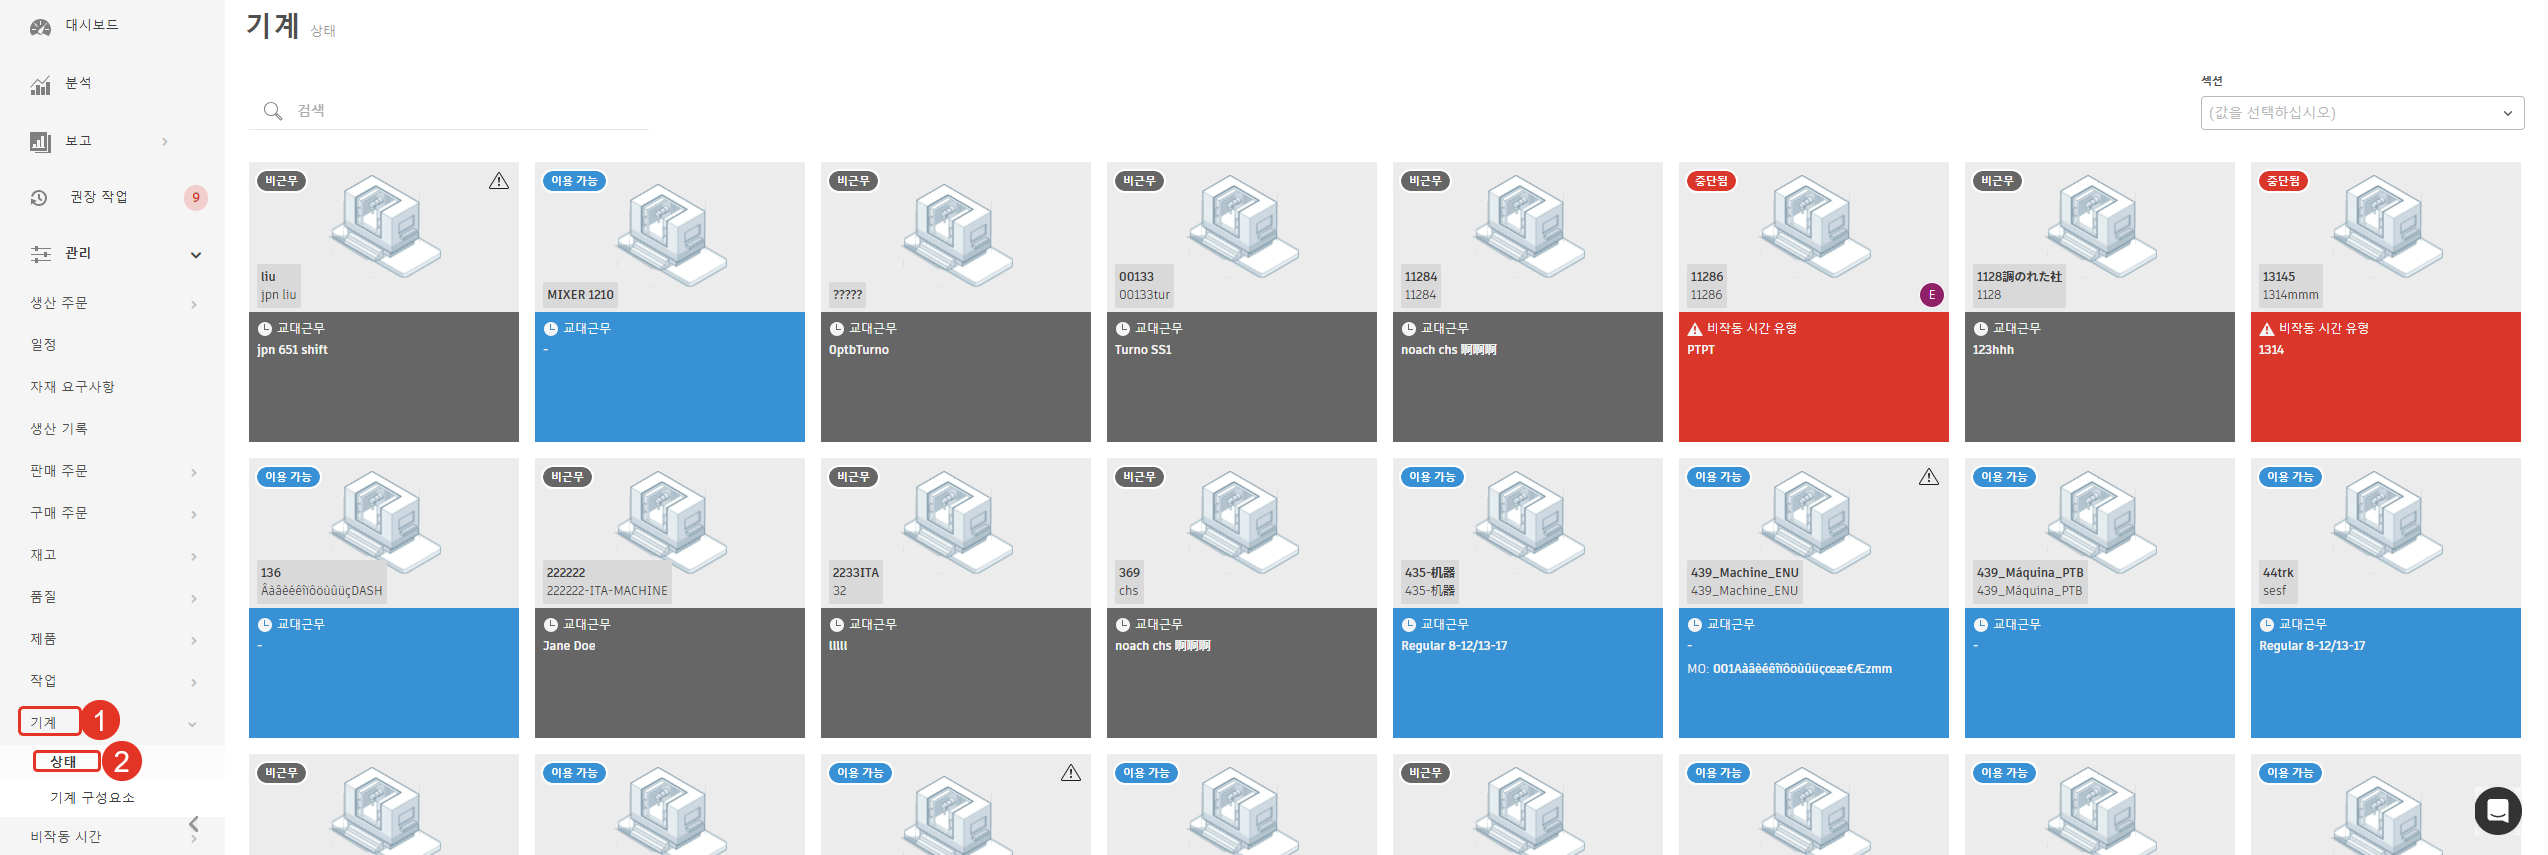 대시보드
분석
보고
권장 작업 9
관리
생산 주문
일정
자재 요구사항
생산 기록
판매 주문
구매 주문
재고
품질
제품
작업
기계 1
상태 2
기계 구성요소
비작동 시간
기계 상태
검색
섹션
(값을 선택하십시오)
비근무
liu
jpn liu
교대근무
jpn 651 shift
이용 가능
MIXER 1210
교대근무
-
비근무
?????
교대근무
OptbTurno
비근무
00133
00133tur
교대근무
Turno SS1
비근무
11284
11284
교대근무
noach chs 啊啊啊
중단됨
11286
11286
E
비작동 시간 유형
PTPT
비근무
1128調のれた社
1128
교대근무
123hhh
중단됨
13145
1314mmm
비작동 시간 유형
1314
이용 가능
136
ÂàâèéêîïôöùûüçDASH
교대근무
-
비근무
222222
222222-ITA-MACHINE
교대근무
Jane Doe
비근무
2233ITA
32
교대근무
lllll
비근무
369
chs
교대근무
noach chs 啊啊啊
이용 가능
435-机器
435-机器
교대근무
Regular 8-12/13-17
이용 가능
439_Machine_ENU
439_Machine_ENU
교대근무
-
MO: 001Aàâèéêîïôöùûüçœæ€Æzmm
이용 가능
439_Máquina_PTB
439_Máquina_PTB
교대근무
-
이용 가능
44trk
sesf
교대근무
Regular 8-12/13-17
비근무
이용 가능
이용 가능
이용 가능
비근무
이용 가능
이용 가능
이용 가능